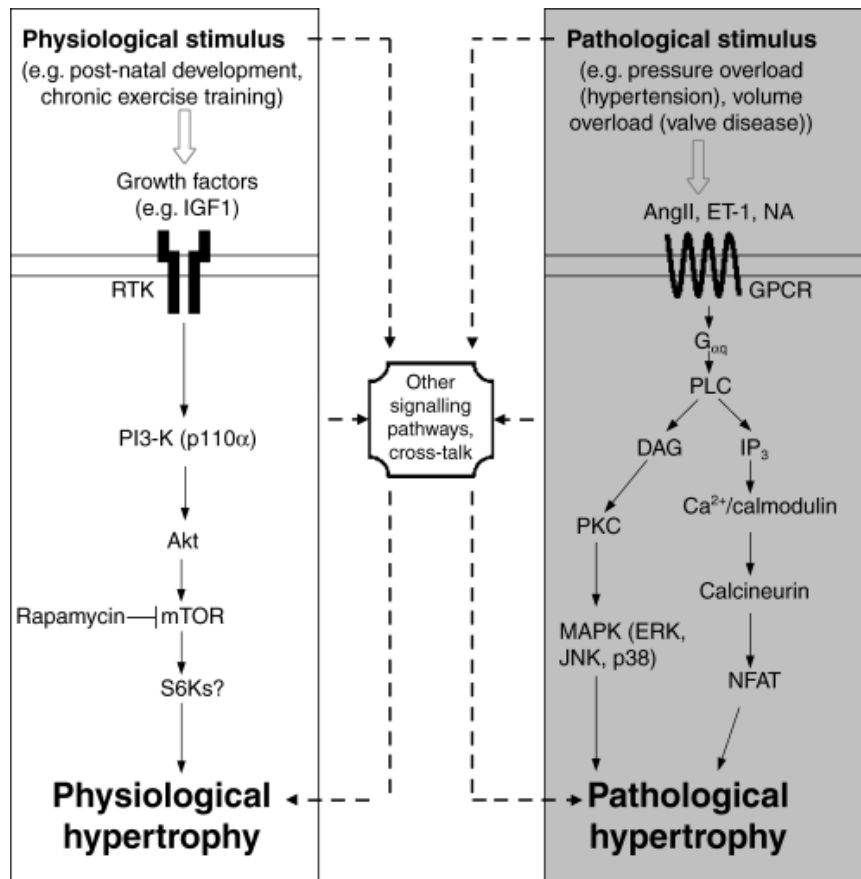 Physiological stimulus
(e.g. post-natal development,
chronic exercise training)
Growth factors
(e.g. IGF1)
RTK
PI3-K (p110α)
Akt
Rapamycin
mTOR
S6Ks?
Physiological
hypertrophy
Other
signalling
pathways,
cross-talk
Pathological stimulus
(e.g. pressure overload
(hypertension), volume
overload (valve disease))
AngII, ET-1, NA
GPCR
Gαq
PLC
DAG
IP3
PKC
Ca2+/calmodulin
Calcineurin
MAPK (ERK,
JNK, p38)
NFAT
Pathological
hypertrophy